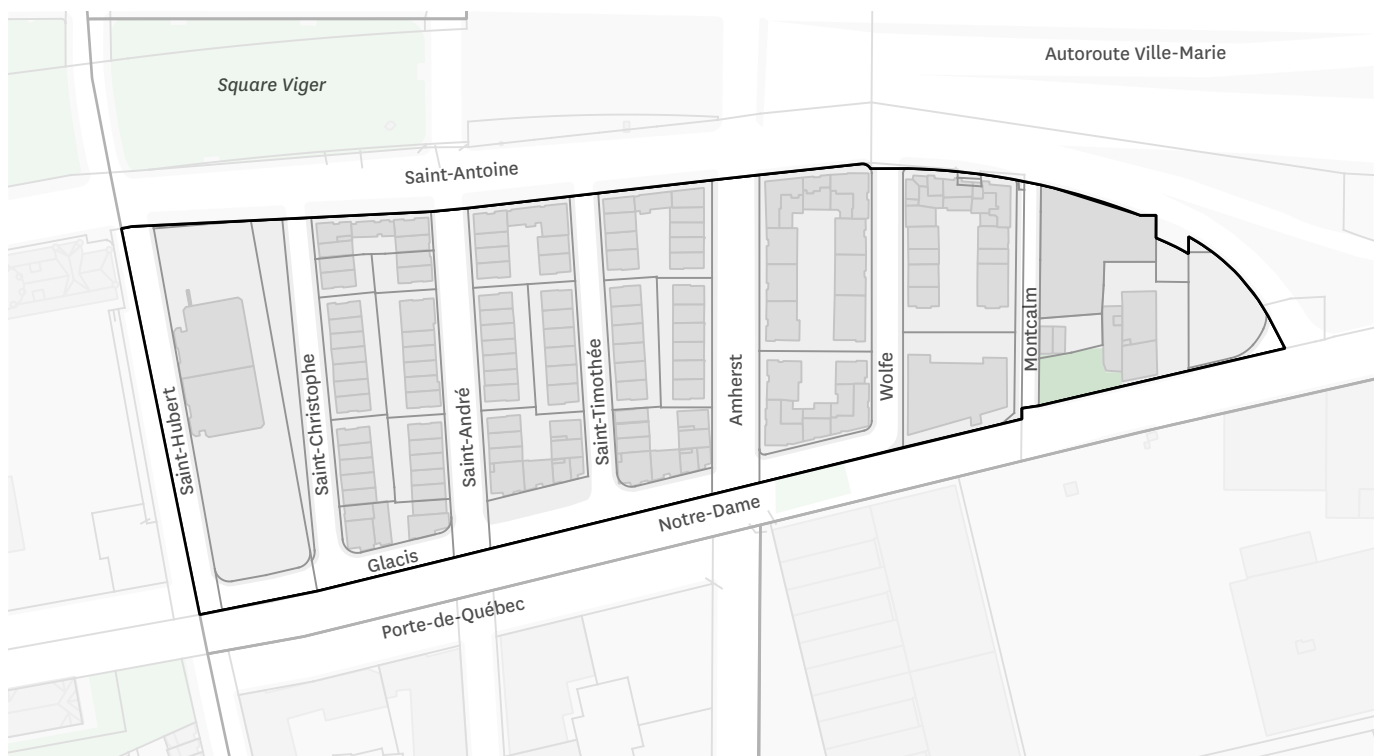 Autoroute Ville-Marie
Square Viger
Saint-Antoine
Saint-Hubert
Saint-Christophe
Saint-André
Saint-Timothée
Amherst
Wolfe
Montcalm
Notre-Dame
Glacis
Porte-de-Québec